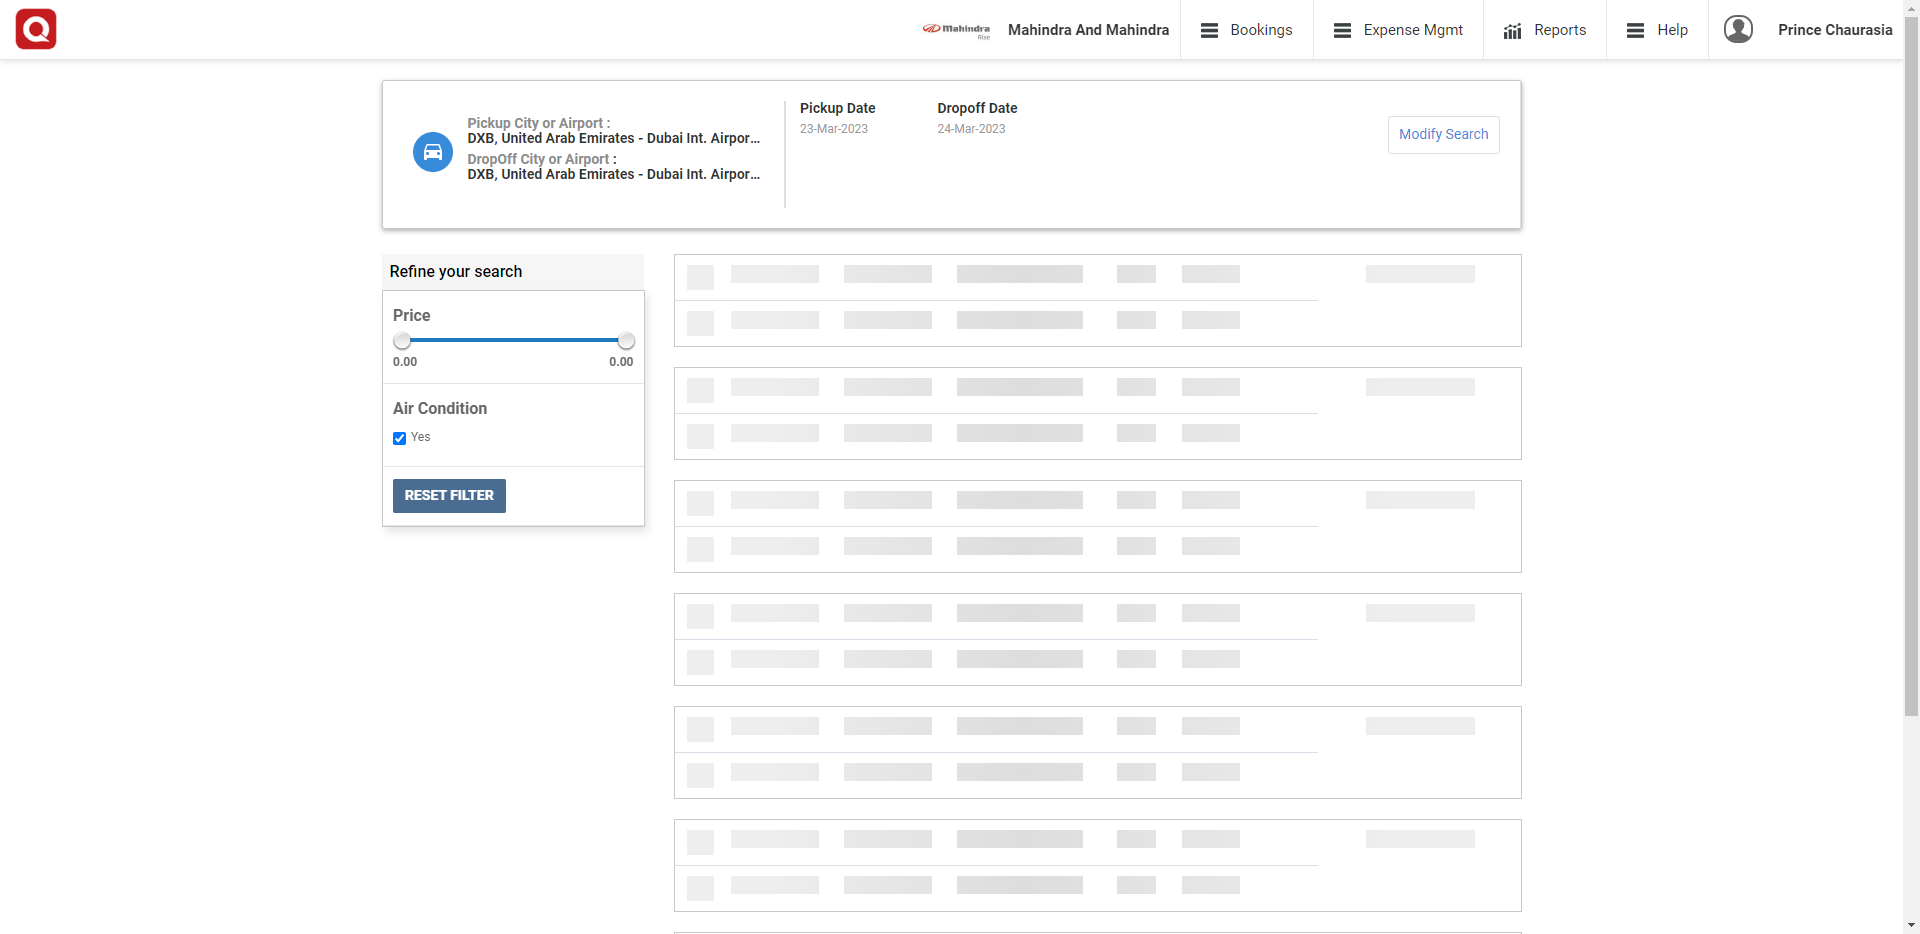 Q
Mahindra
Rise
Mahindra And Mahindra
Bookings
Expense Mgmt
Reports
Help
Prince Chaurasia
Pickup City or Airport :
DXB, United Arab Emirates - Dubai Int. Airpor...
DropOff City or Airport :
DXB, United Arab Emirates - Dubai Int. Airpor...
Pickup Date
23-Mar-2023
Dropoff Date
24-Mar-2023
Modify Search
Refine your search
Price
0.00 0.00
Air Condition
Yes
RESET FILTER